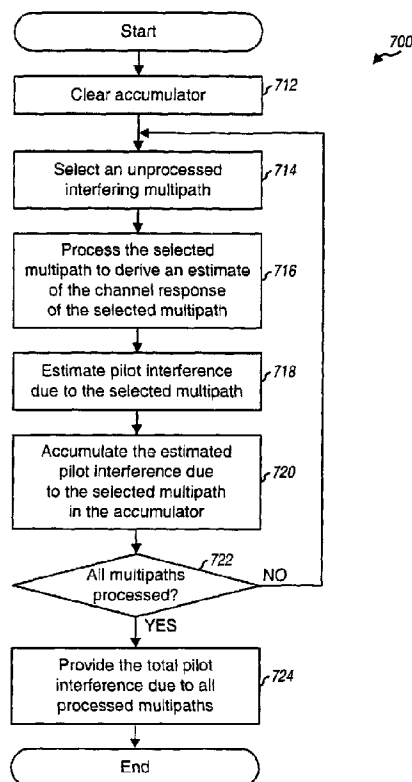 Start
700
Clear accumulator
712
Select an unprocessed
interfering multipath
714
Process the selected
multipath to derive an estimate
of the channel response
of the selected multipath
716
Estimate pilot interference
due to the selected multipath
718
Accumulate the estimated
pilot interference due
to the selected multipath
in the accumulator
720
722
All multipaths
processed?
NO
YES
Provide the total pilot
interference due to all
processed multipaths
724
End